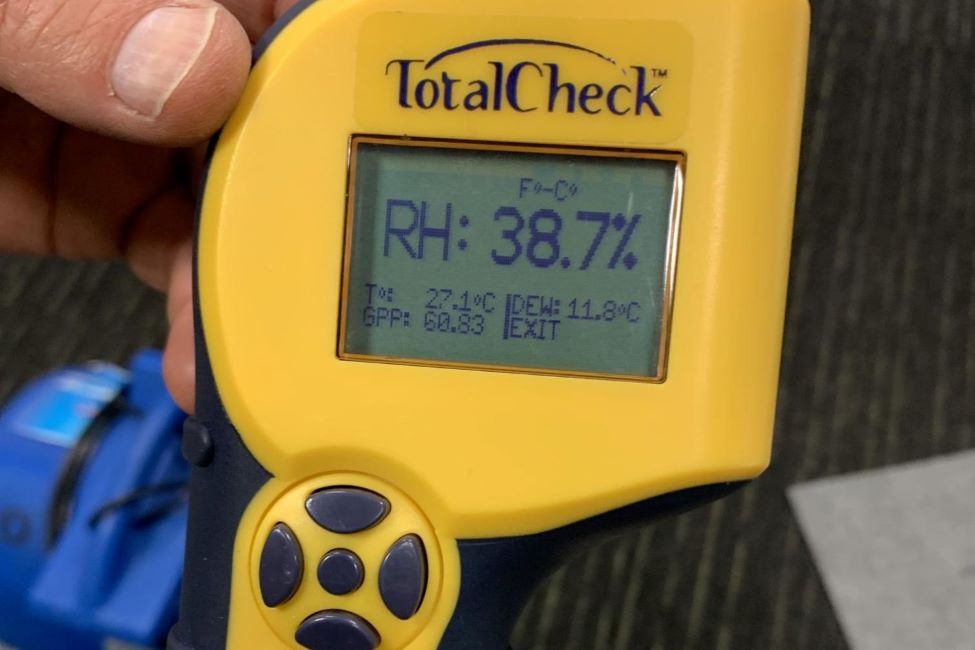 TotalCheck™
F°-C°
RH: 38.7%
T°: 27.1°C DEW: 11.8°C
GPP: 60.83 EXIT